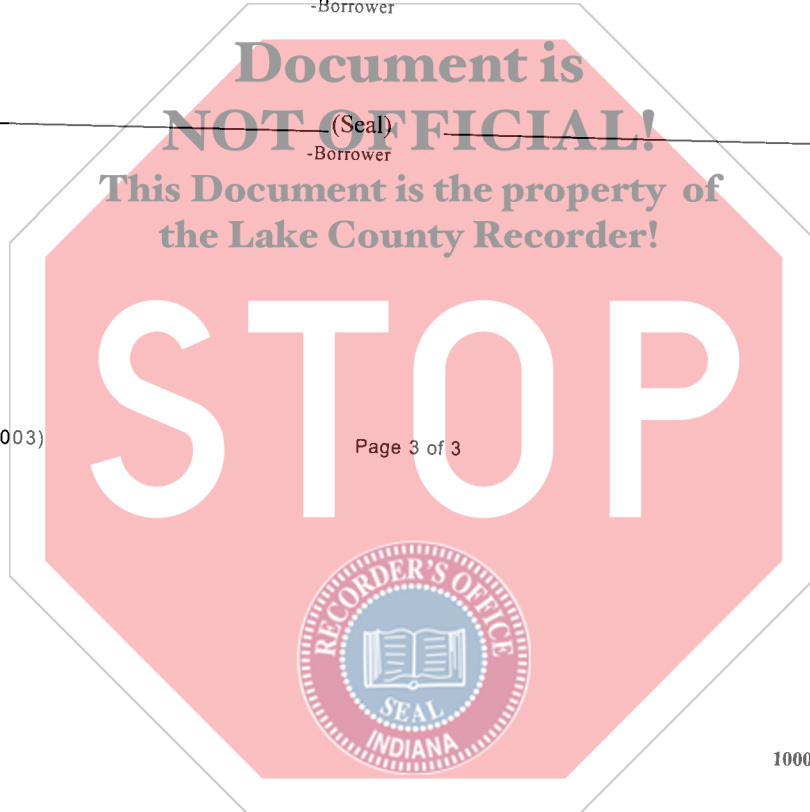 -Borrower
Document is
NOT OFFICIAL!
(Seal)
-Borrower
This Document is the property of
the Lake County Recorder!
STOP
003)
Page 3 of 3
RECORDER'S OFFICE
SEAL
INDIANA
1000